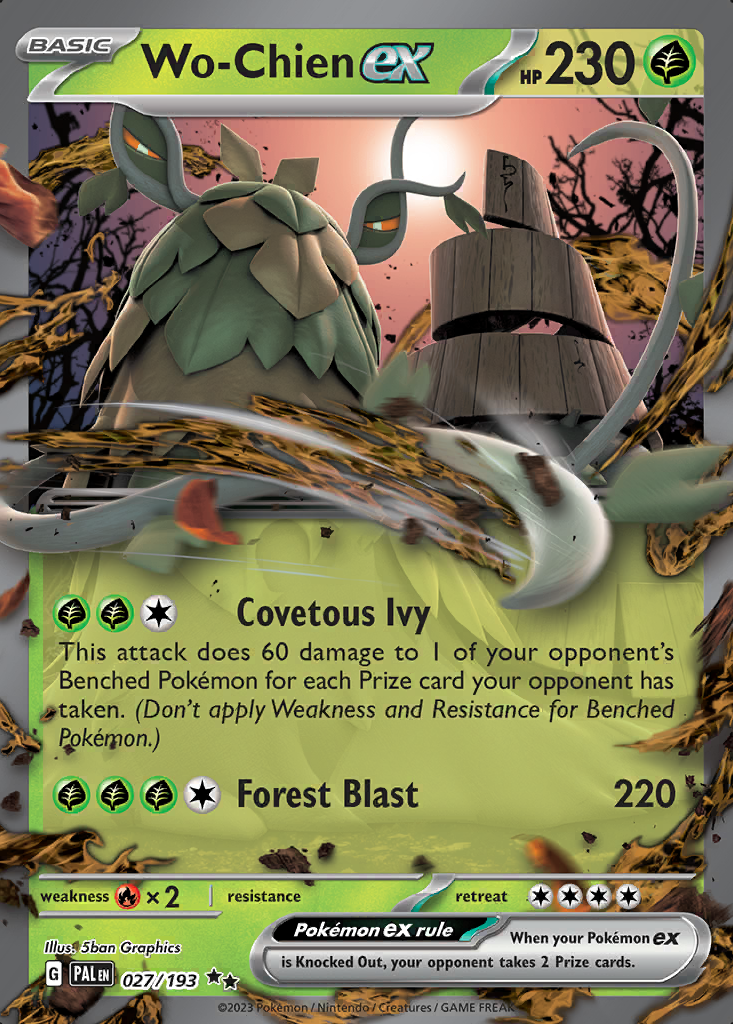 BASIC
Wo-Chien ex HP 230
Covetous Ivy
This attack does 60 damage to 1 of your opponent's
Benched Pokémon for each Prize card your opponent has
taken. (Don't apply Weakness and Resistance for Benched
Pokémon.)
Forest Blast 220
weakness ×2 resistance retreat
Pokémon ex rule
When your Pokémon ex
is Knocked Out, your opponent takes 2 Prize cards.
Illus. 5ban Graphics
G PAL EN 027/193
©2023 Pokémon / Nintendo / Creatures / GAME FREAK